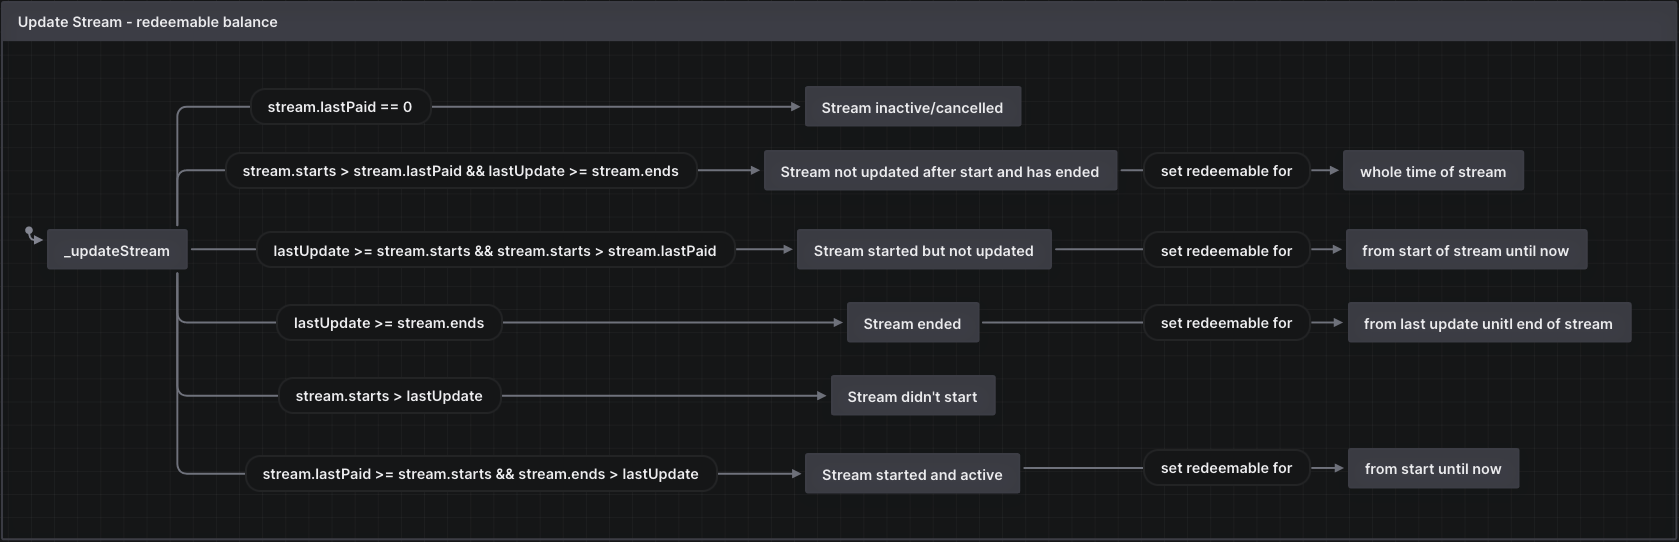 Update Stream - redeemable balance
stream.lastPaid == 0
Stream inactive/cancelled
stream.starts > stream.lastPaid && lastUpdate >= stream.ends
Stream not updated after start and has ended
set redeemable for
whole time of stream
_updateStream
lastUpdate >= stream.starts && stream.starts > stream.lastPaid
Stream started but not updated
set redeemable for
from start of stream until now
lastUpdate >= stream.ends
Stream ended
set redeemable for
from last update unitl end of stream
stream.starts > lastUpdate
Stream didn't start
stream.lastPaid >= stream.starts && stream.ends > lastUpdate
Stream started and active
set redeemable for
from start until now